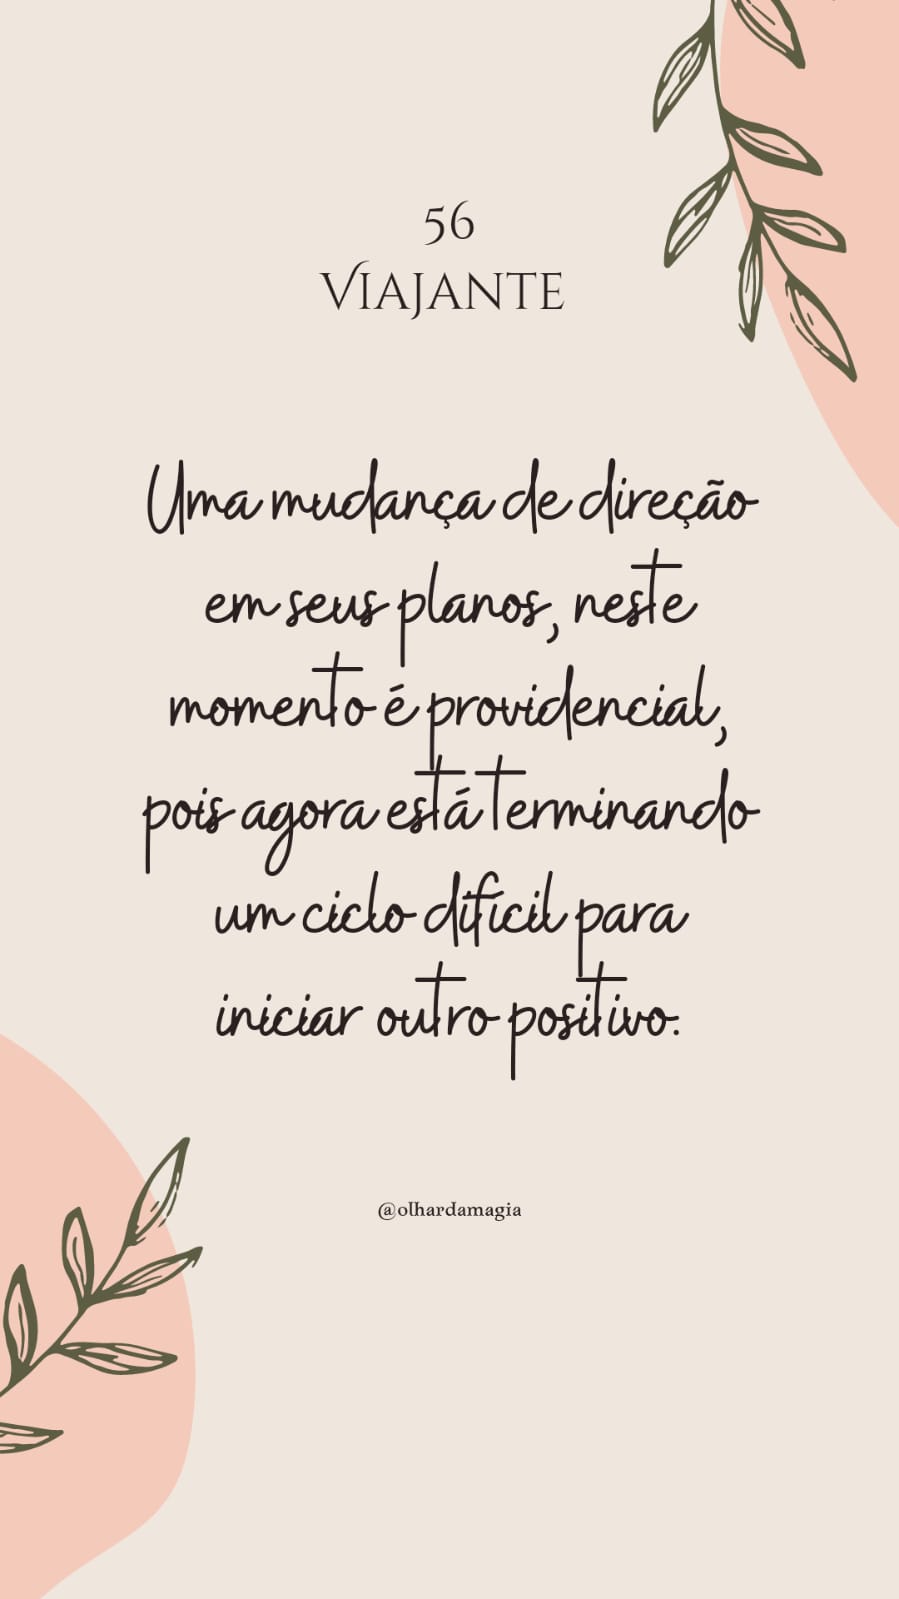 56
Viajante
Uma mudança de direção
em seus planos, neste
momento é providencial,
pois agora está terminando
um ciclo difícil para
iniciar outro positivo.
@olhardamagia